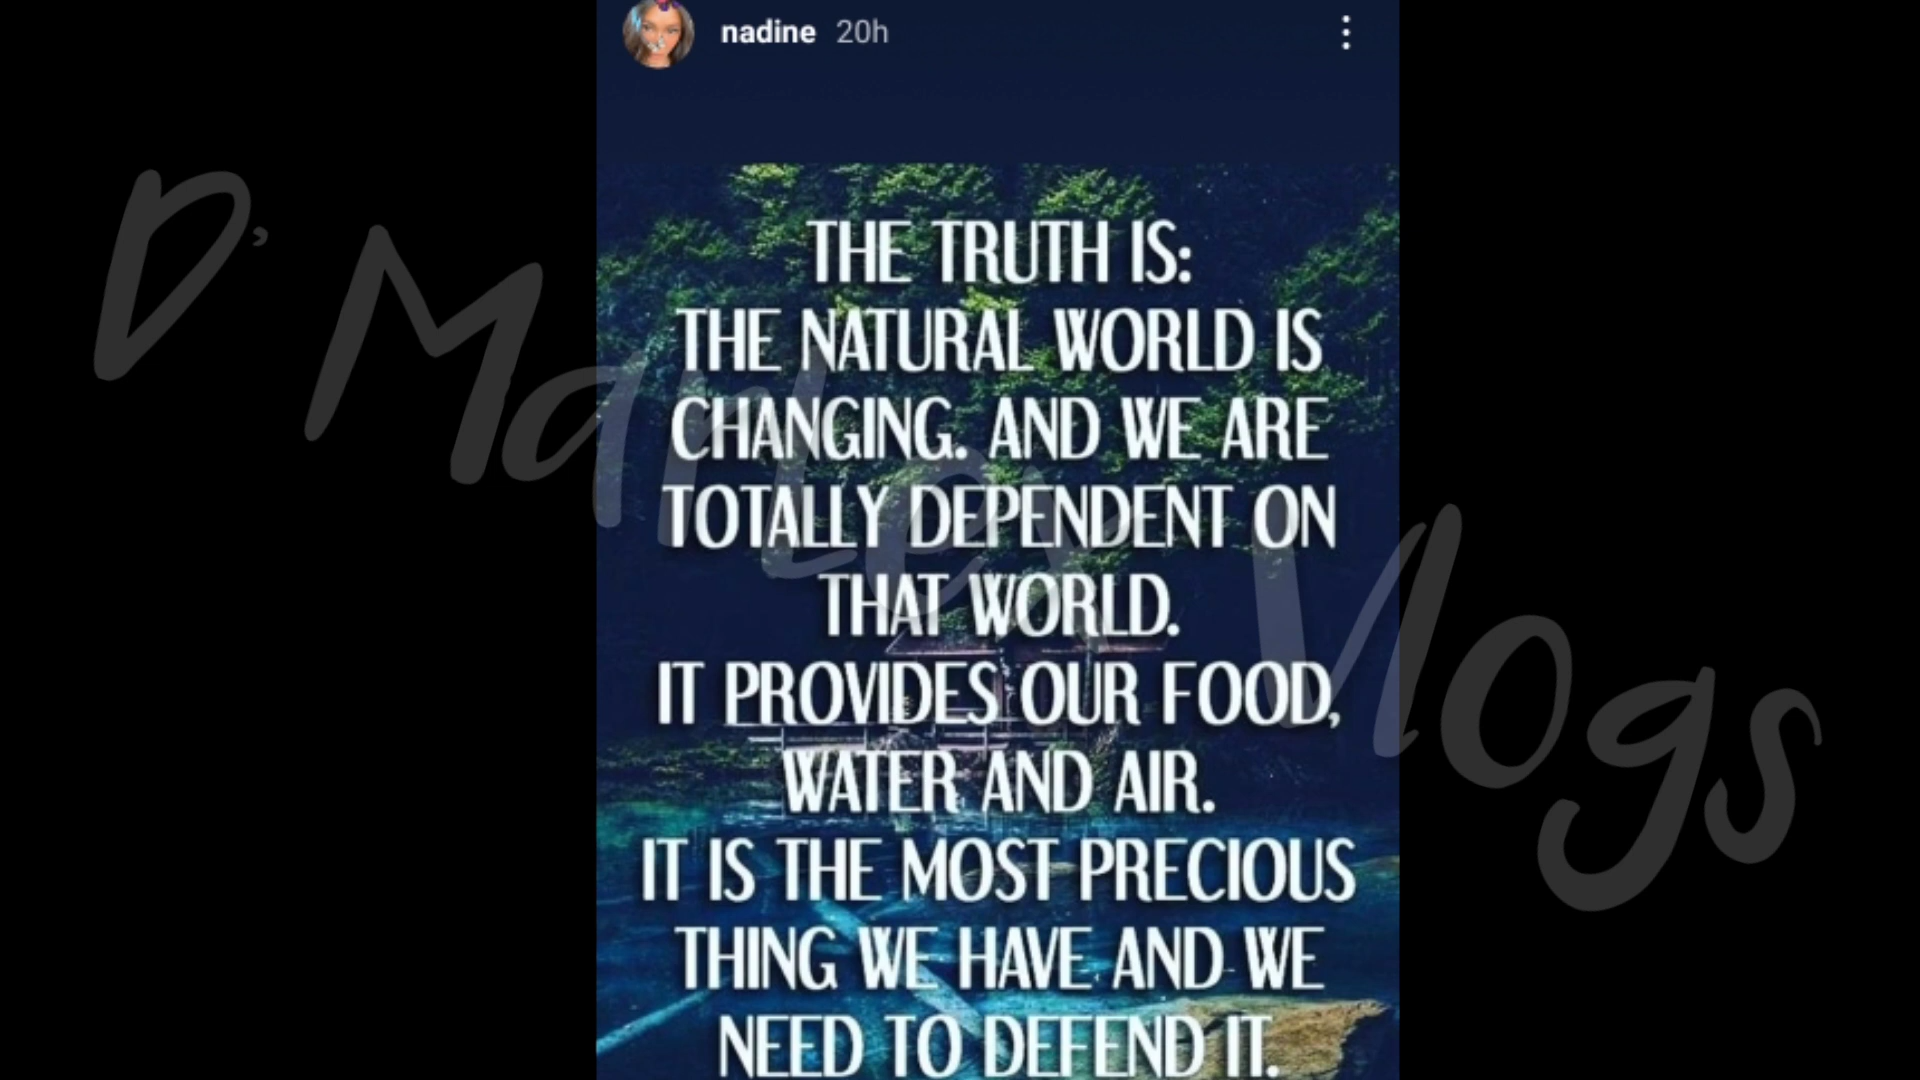 nadine 20h
THE TRUTH IS:
THE NATURAL WORLD IS
CHANGING. AND WE ARE
TOTALLY DEPENDENT ON
THAT WORLD.
IT PROVIDES OUR FOOD,
WATER AND AIR.
IT IS THE MOST PRECIOUS
THING WE HAVE AND WE
NEED TO DEFEND IT.
D' Marley Vlogs